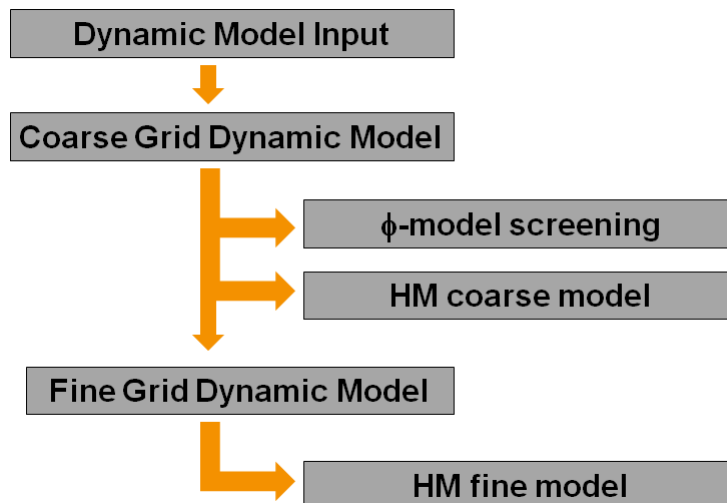 Dynamic Model Input
Coarse Grid Dynamic Model
ϕ-model screening
HM coarse model
Fine Grid Dynamic Model
HM fine model